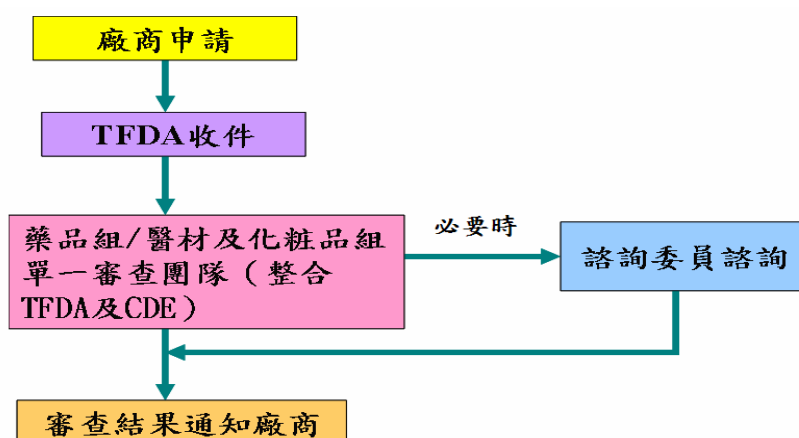 廠商申請
TFDA收件
藥品組/醫材及化粧品組
單一審查團隊（整合
TFDA及CDE）
必要時
諮詢委員諮詢
審查結果通知廠商